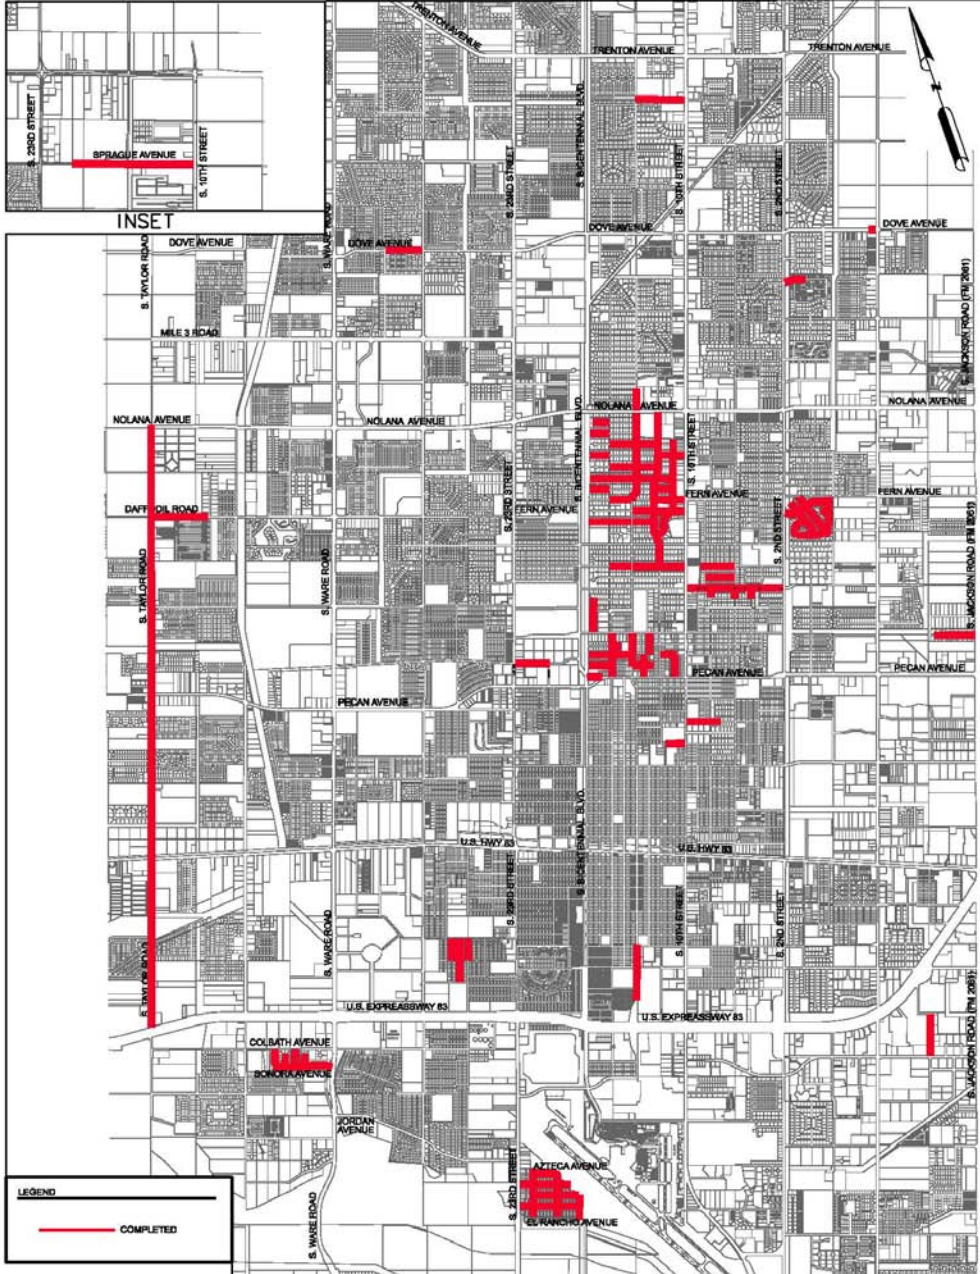 TRENTON AVENUE
TRENTON AVENUE
TRENTON AVENUE
S. 23RD STREET
SPRAGUE AVENUE
S. 10TH STREET
INSET
N
S. BICENTENNIAL BLVD.
S. 10TH STREET
S. 2ND STREET
S. 23RD STREET
S. WARE ROAD
S. TAYLOR ROAD
DOVE AVENUE
DOVE AVENUE
DOVE AVENUE
DOVE AVENUE
S. JACKSON ROAD (FM 2061)
MILE 3 ROAD
NOLANA AVENUE
NOLANA AVENUE
NOLANA AVENUE
NOLANA AVENUE
S. BICENTENNIAL BLVD.
S. 10TH STREET
S. 23RD STREET
FERN AVENUE
FERN AVENUE
FERN AVENUE
S. 2ND STREET
DAFFODIL ROAD
S. TAYLOR ROAD
S. WARE ROAD
S. JACKSON ROAD (FM 2061)
PECAN AVENUE
PECAN AVENUE
PECAN AVENUE
S. BICENTENNIAL BLVD.
U.S. HWY 83
U.S. HWY 83
S. 23RD STREET
S. 10TH STREET
S. 2ND STREET
S. WARE ROAD
S. TAYLOR ROAD
U.S. EXPREASSWAY 83
U.S. EXPREASSWAY 83
S. JACKSON ROAD (FM 2061)
COLBATH AVENUE
SONORA AVENUE
JORDAN
AVENUE
S. 23RD STREET
AZTECA AVENUE
EL RANCHO AVENUE
S. WARE ROAD
LEGEND
COMPLETED